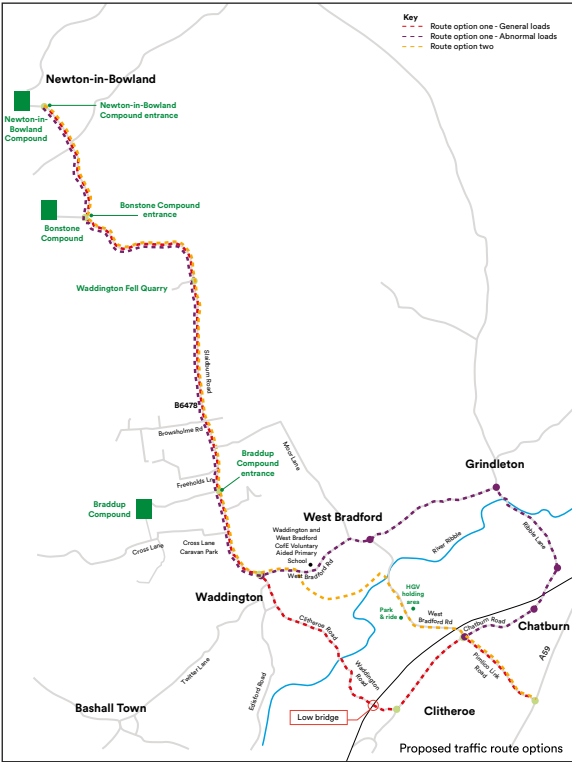 Key
Route option one - General loads
Route option one - Abnormal loads
Route option two
Newton-in-Bowland
Newton-in-Bowland
Compound entrance
Newton-in-
Bowland
Compound
Bonstone Compound
entrance
Bonstone
Compound
Waddington Fell Quarry
Slaidburn Road
B6478
Browsholme Rd
Moor Lane
Braddup
Compound
entrance
Freeholds Ln
Grindleton
Braddup
Compound
West Bradford
Ribble Lane
Waddington and
West Bradford
CofE Voluntary
Aided Primary
School
Cross Lane
Cross Lane
Caravan Park
River Ribble
West Bradford Rd
Waddington
HGV
holding
area
Park
& ride
West
Bradford Rd
Chatburn Road
Chatburn
Clitheroe Road
Pimlico Link
Road
A59
Twitter Lane
Waddington
Road
Edisford Road
Bashall Town
Low bridge
Clitheroe
Proposed traffic route options